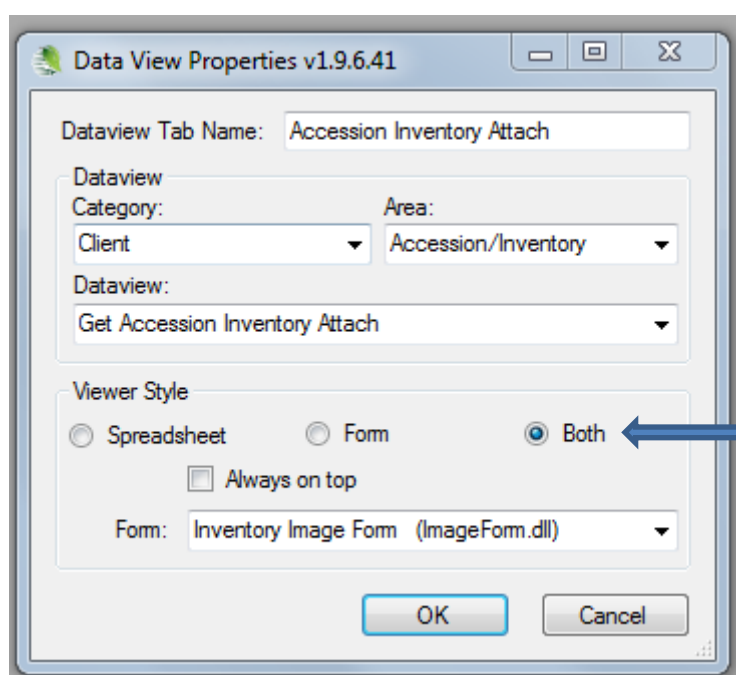 Data View Properties v1.9.6.41
Dataview Tab Name: Accession Inventory Attach
Dataview
Category: Area:
Client Accession/Inventory
Dataview:
Get Accession Inventory Attach
Viewer Style
Spreadsheet Form Both
Always on top
Form: Inventory Image Form (ImageForm.dll)
OK Cancel